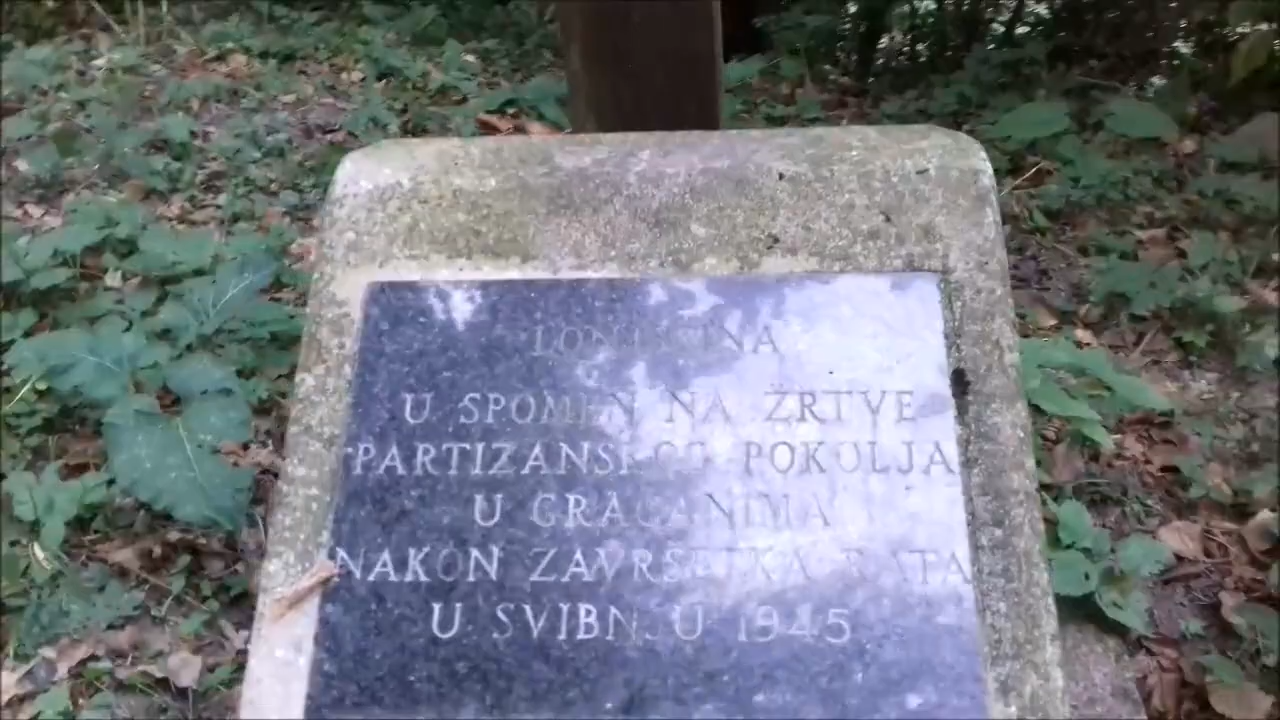 U SPOMEN NA ŽRTVE
PARTIZANSKOG POKOLJA
U GRAČANIMA
NAKON ZAVRŠETKA RATA
U SVIBNJU 1945